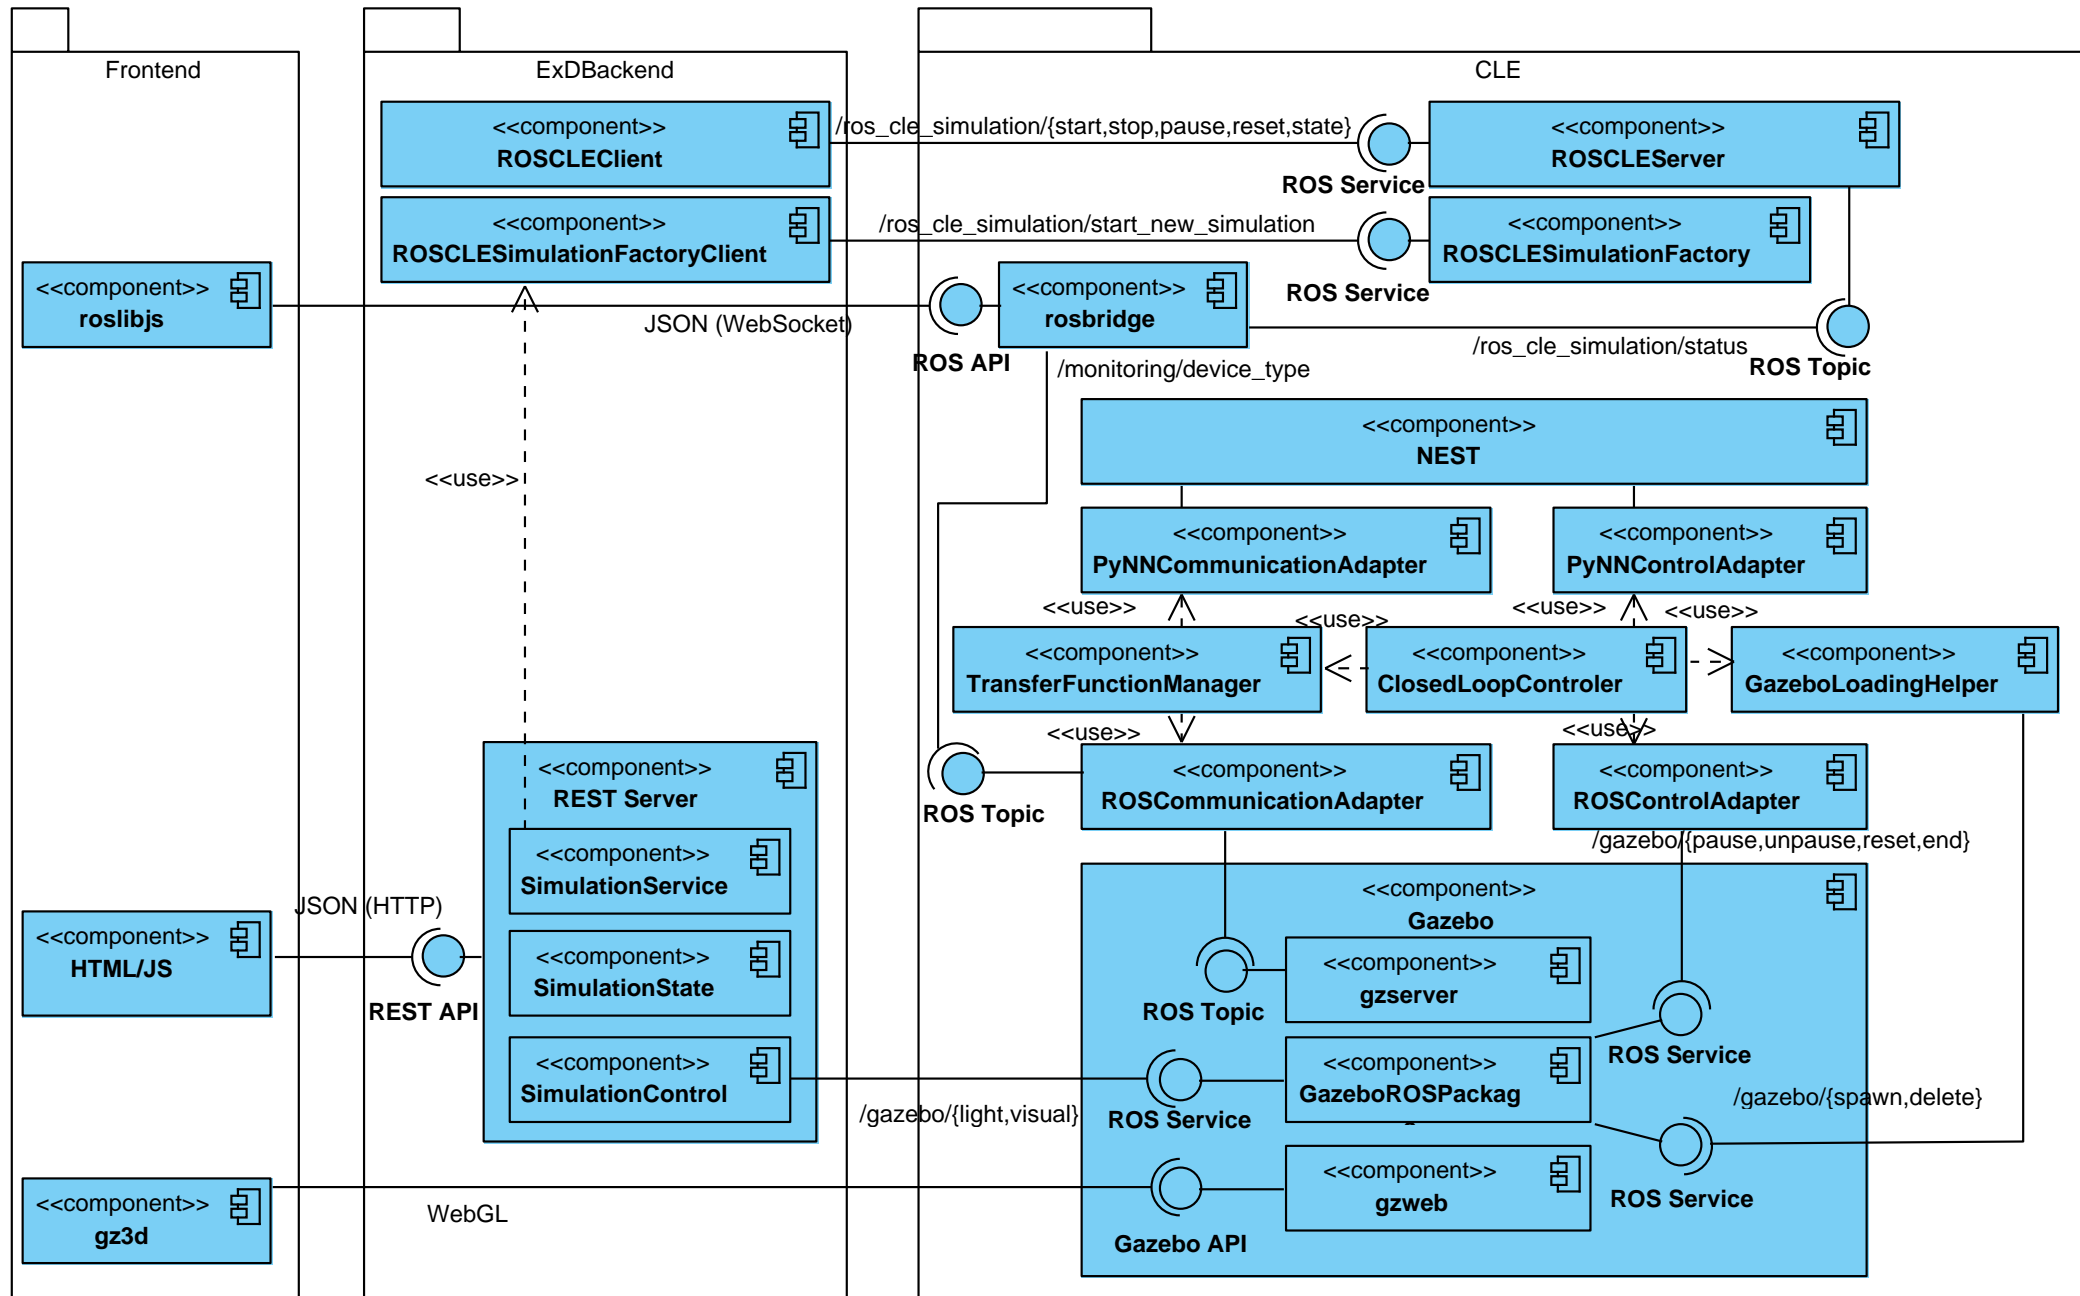 Frontend
ExDBackend
CLE
<<component>>
ROSCLEClient
/ros_cle_simulation/{start,stop,pause,reset,state}
ROS Service
<<component>>
ROSCLEServer
<<component>>
ROSCLESimulationFactoryClient
/ros_cle_simulation/start_new_simulation
ROS Service
<<component>>
ROSCLESimulationFactory
<<component>>
roslibjs
JSON (WebSocket)
ROS API
<<component>>
rosbridge
/ros_cle_simulation/status
ROS Topic
/monitoring/device_type
<<component>>
NEST
<<use>>
<<component>>
PyNNCommunicationAdapter
<<component>>
PyNNControlAdapter
<<use>>
<<use>>
<<use>>
<<use>>
<<component>>
TransferFunctionManager
<<component>>
ClosedLoopControler
<<component>>
GazeboLoadingHelper
<<use>>
<<use>>
ROS Topic
<<component>>
ROSCommunicationAdapter
<<component>>
ROSControlAdapter
/gazebo/{pause,unpause,reset,end}
<<component>>
REST Server
<<component>>
SimulationService
<<component>>
SimulationState
<<component>>
SimulationControl
<<component>>
HTML/JS
JSON (HTTP)
REST API
<<component>>
Gazebo
<<component>>
gzserver
ROS Topic
ROS Service
<<component>>
GazeboROSPackag
ROS Service
/gazebo/{light,visual}
/gazebo/{spawn,delete}
ROS Service
<<component>>
gzweb
Gazebo API
<<component>>
gz3d
WebGL